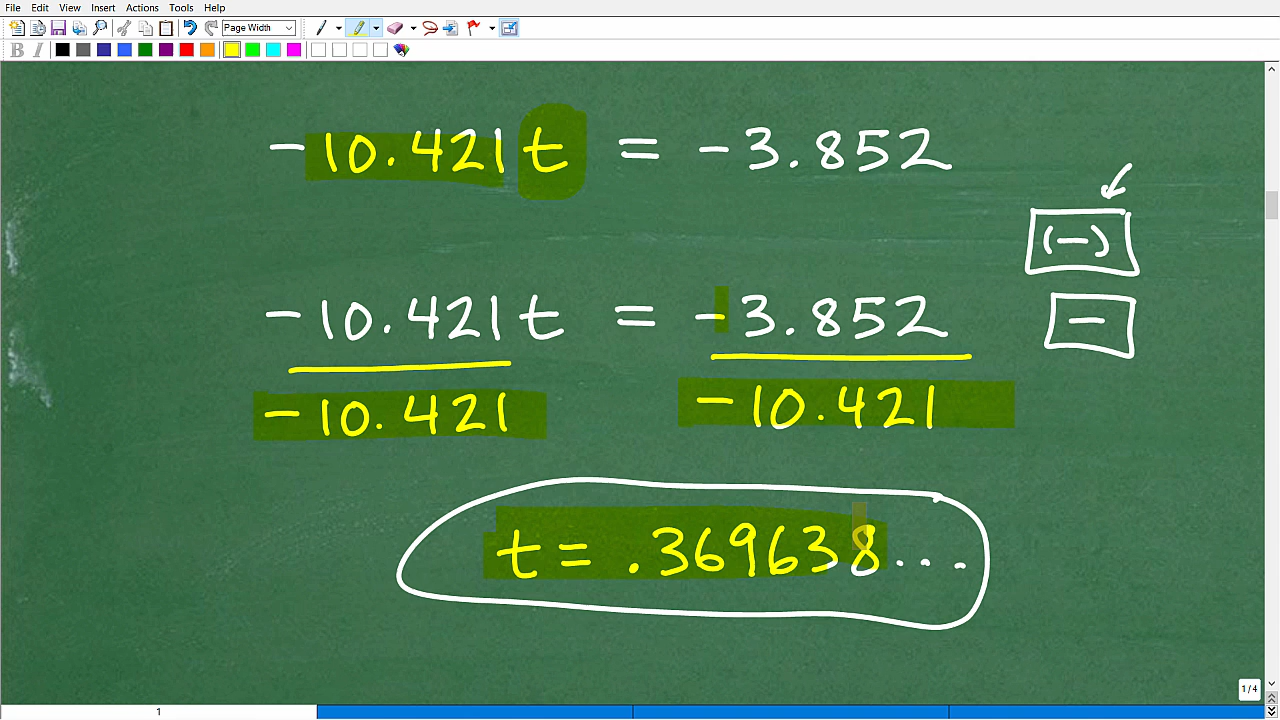 File Edit View Insert Actions Tools Help
Page Width
B I
-10.421t = -3.852
(-)
-10.421t = -3.852
-
-10.421 -10.421
t = .369638...
1/4
1